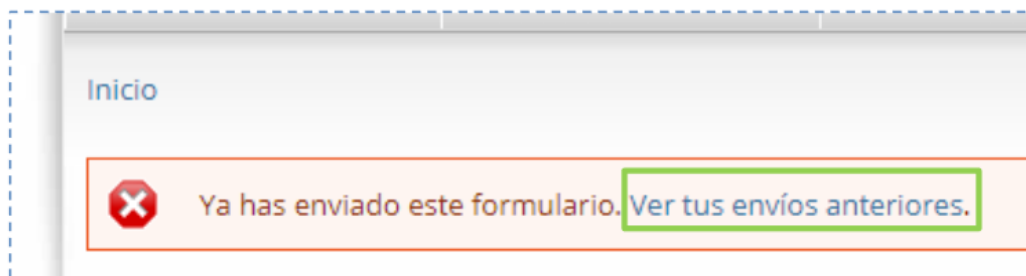 Inicio
Ya has enviado este formulario. Ver tus envíos anteriores.